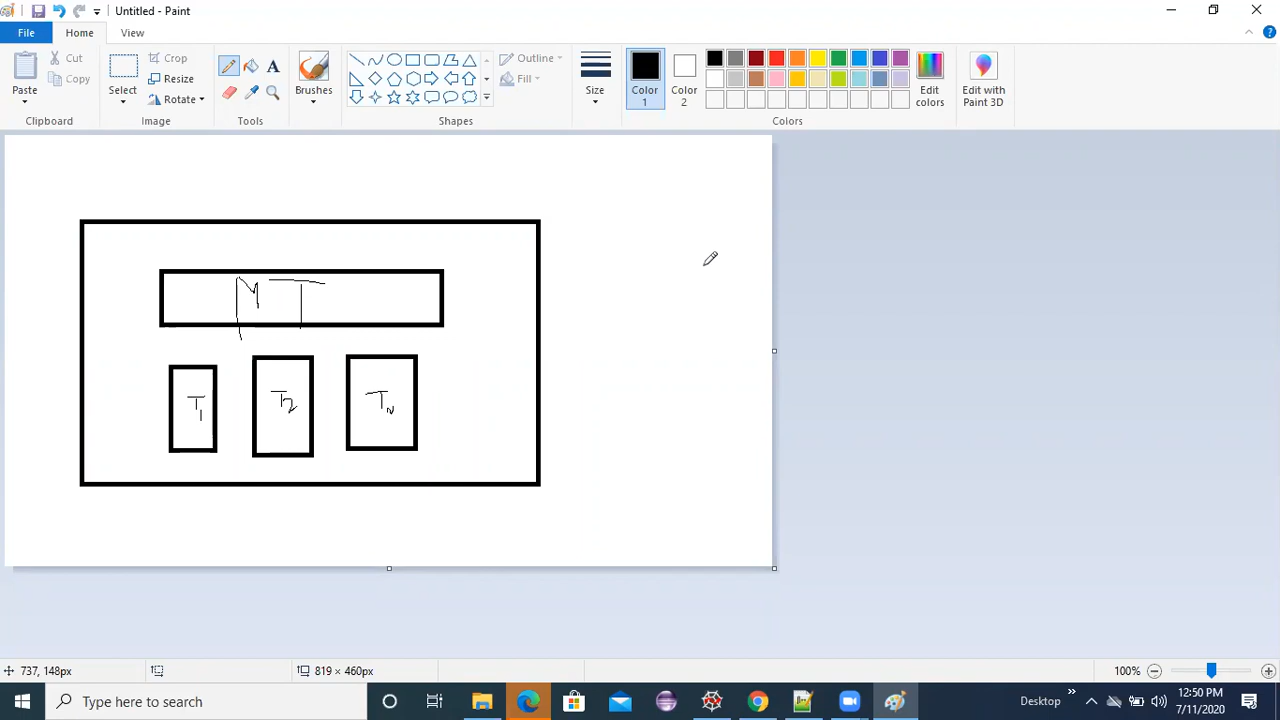 Untitled - Paint
File
Home
View
Paste
Cut
Copy
Clipboard
Select
Crop
Resize
Rotate
Image
A
Tools
Brushes
Outline
Fill
Shapes
Size
Color 1
Color 2
Edit colors
Colors
Edit with Paint 3D
MT
T1
T2
TN
737, 148px
819 × 460px
100%
Type here to search
Desktop
12:50 PM
7/11/2020